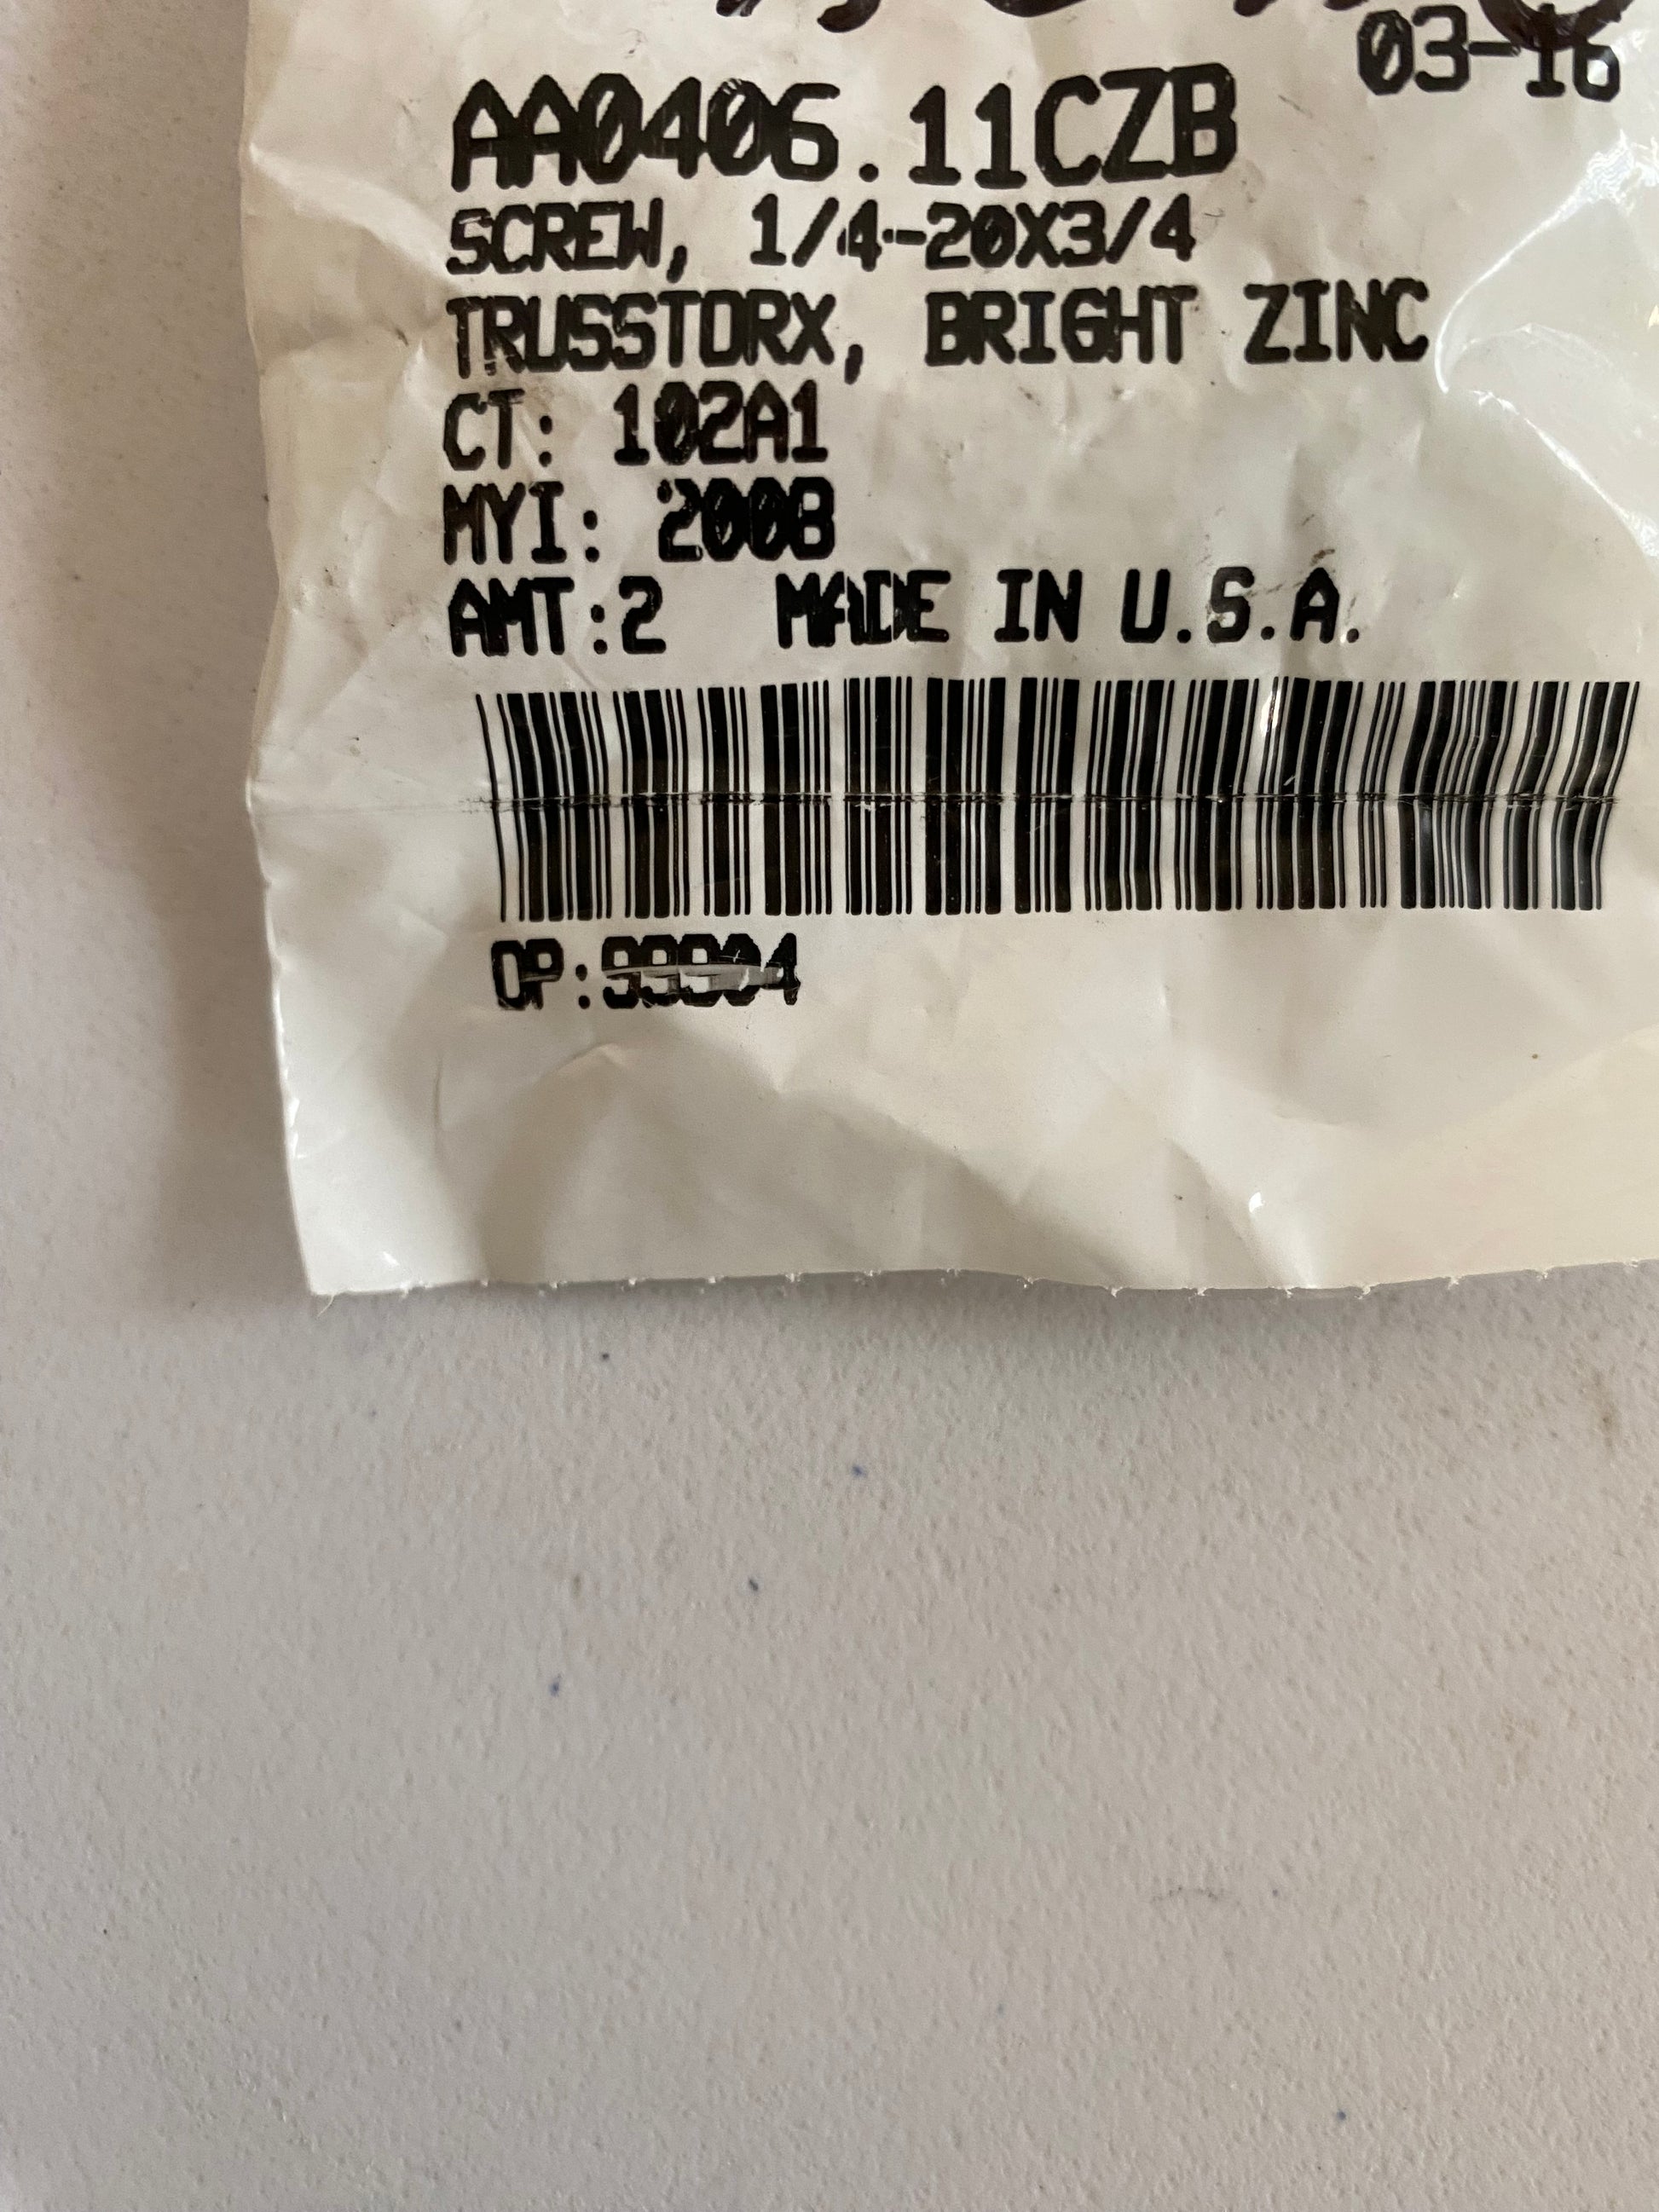 03-16
AA0406.11CZB
SCREW, 1/4-20X3/4
TRUSSTORX, BRIGHT ZINC
CT: 102A1
MYI: 200B
AMT:2 MADE IN U.S.A.
OP: